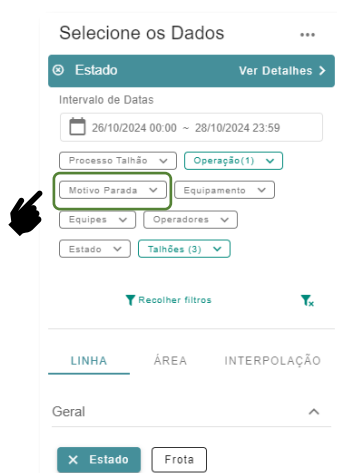 Selecione os Dados
Estado Ver Detalhes
Intervalo de Datas
26/10/2024 00:00 ~ 28/10/2024 23:59
Processo Talhão Operação(1)
Motivo Parada Equipamento
Equipes Operadores
Estado Talhões (3)
Recolher filtros
LINHA ÁREA INTERPOLAÇÃO
Geral
X Estado Frota